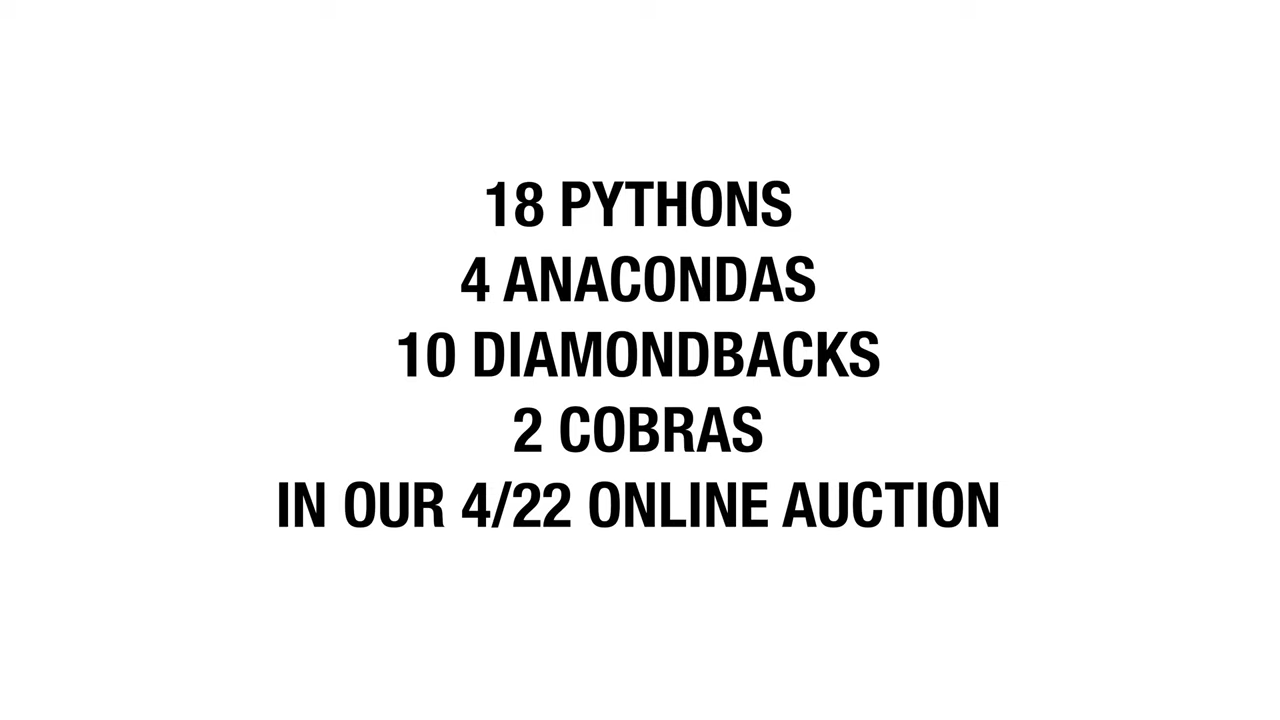 18 PYTHONS
4 ANACONDAS
10 DIAMONDBACKS
2 COBRAS
IN OUR 4/22 ONLINE AUCTION